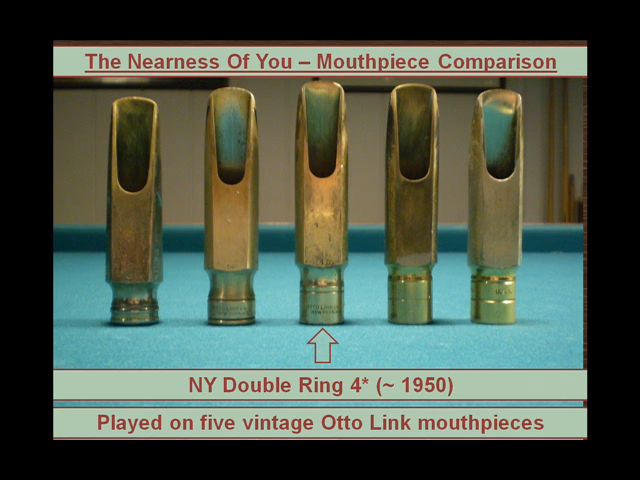 The Nearness Of You – Mouthpiece Comparison
NY Double Ring 4* (~ 1950)
Played on five vintage Otto Link mouthpieces